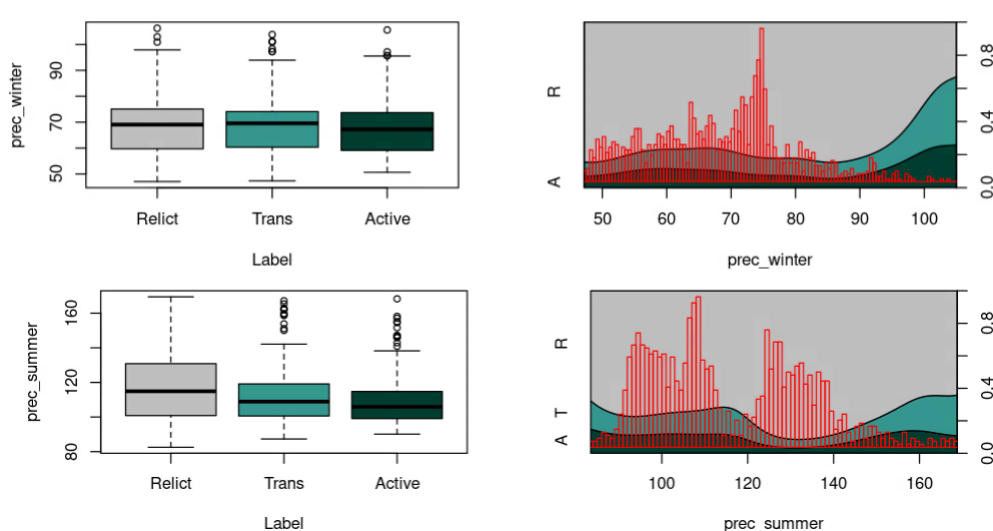 prec_winter
50 70 90
Relict Trans Active
Label
A R
0.0 0.4 0.8
50 60 70 80 90 100
prec_winter
prec_summer
80 120 160
Relict Trans Active
Label
A T R
0.0 0.4 0.8
100 120 140 160
prec_summer